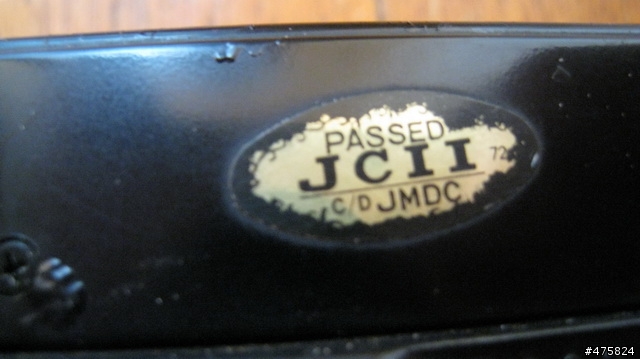 PASSED
JCII 72
C/D JMDC
#475824